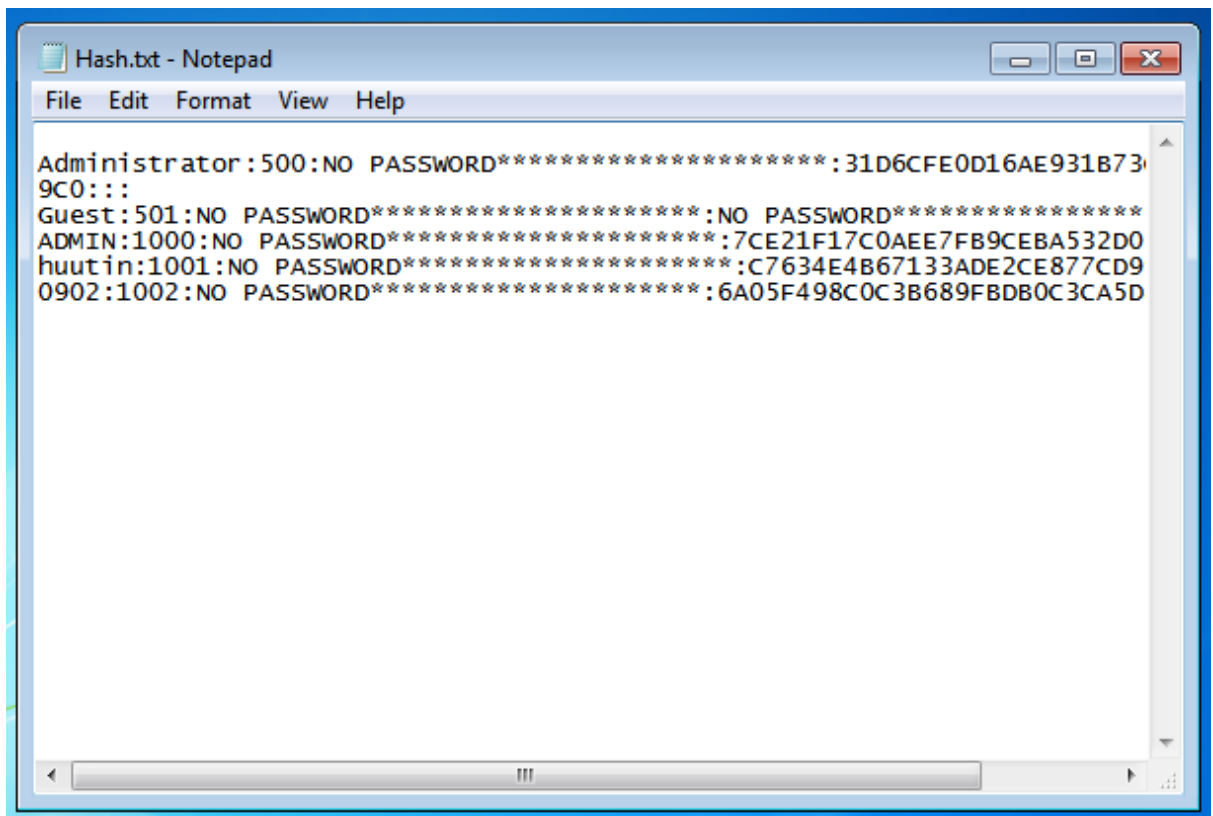 Hash.txt - Notepad
File Edit Format View Help
Administrator:500:NO PASSWORD*********************:31D6CFE0D16AE931B73
9C0:::
Guest:501:NO PASSWORD*********************:NO PASSWORD****************
ADMIN:1000:NO PASSWORD*********************:7CE21F17C0AEE7FB9CEBA532D0
huutin:1001:NO PASSWORD*********************:C7634E4B67133ADE2CE877CD9
0902:1002:NO PASSWORD*********************:6A05F498C0C3B689FBDB0C3CA5D